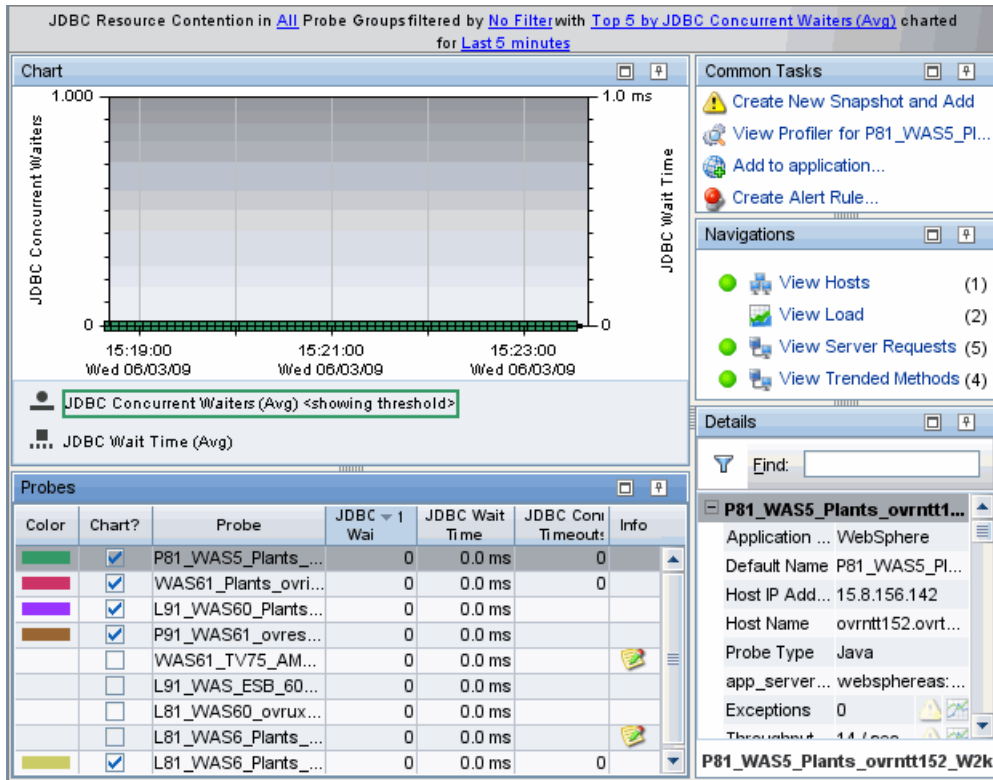 JDBC Resource Contention in All Probe Groups filtered by No Filter with Top 5 by JDBC Concurrent Waiters (Avg) charted
for Last 5 minutes
Chart
1.000
1.0 ms
JDBC Concurrent Waiters
JDBC Wait Time
0
0
15:19:00
15:21:00
15:23:00
Wed 06/03/09
Wed 06/03/09
Wed 06/03/09
JDBC Concurrent Waiters (Avg) <showing threshold>
JDBC Wait Time (Avg)
Probes
Color Chart? Probe JDBC 1 Wai JDBC Wait Time JDBC Timeout Info
P81_WAS5_Plants_... 0 0.0 ms 0
WAS61_Plants_ovri... 0 0.0 ms 0
L91_WAS60_Plants... 0 0.0 ms
P91_WAS61_ovres... 0 0.0 ms
WAS61_TV75_AM... 0 0.0 ms
L91_WAS_ESB_60... 0 0.0 ms
L81_WAS60_ovrux... 0 0.0 ms
L81_WAS6_Plants_... 0 0.0 ms
L81_WAS6_Plants_... 0 0.0 ms 0
Common Tasks
Create New Snapshot and Add
View Profiler for P81_WAS5_Pl...
Add to application...
Create Alert Rule...
Navigations
View Hosts (1)
View Load (2)
View Server Requests (5)
View Trended Methods (4)
Details
Find:
P81_WAS5_Plants_ovrntt1...
Application ... WebSphere
Default Name P81_WAS5_Pl...
Host IP Add... 15.8.156.142
Host Name ovrntt152.ovrt...
Probe Type Java
app_server... websphereas:...
Exceptions 0
P81_WAS5_Plants_ovrntt152_W2k